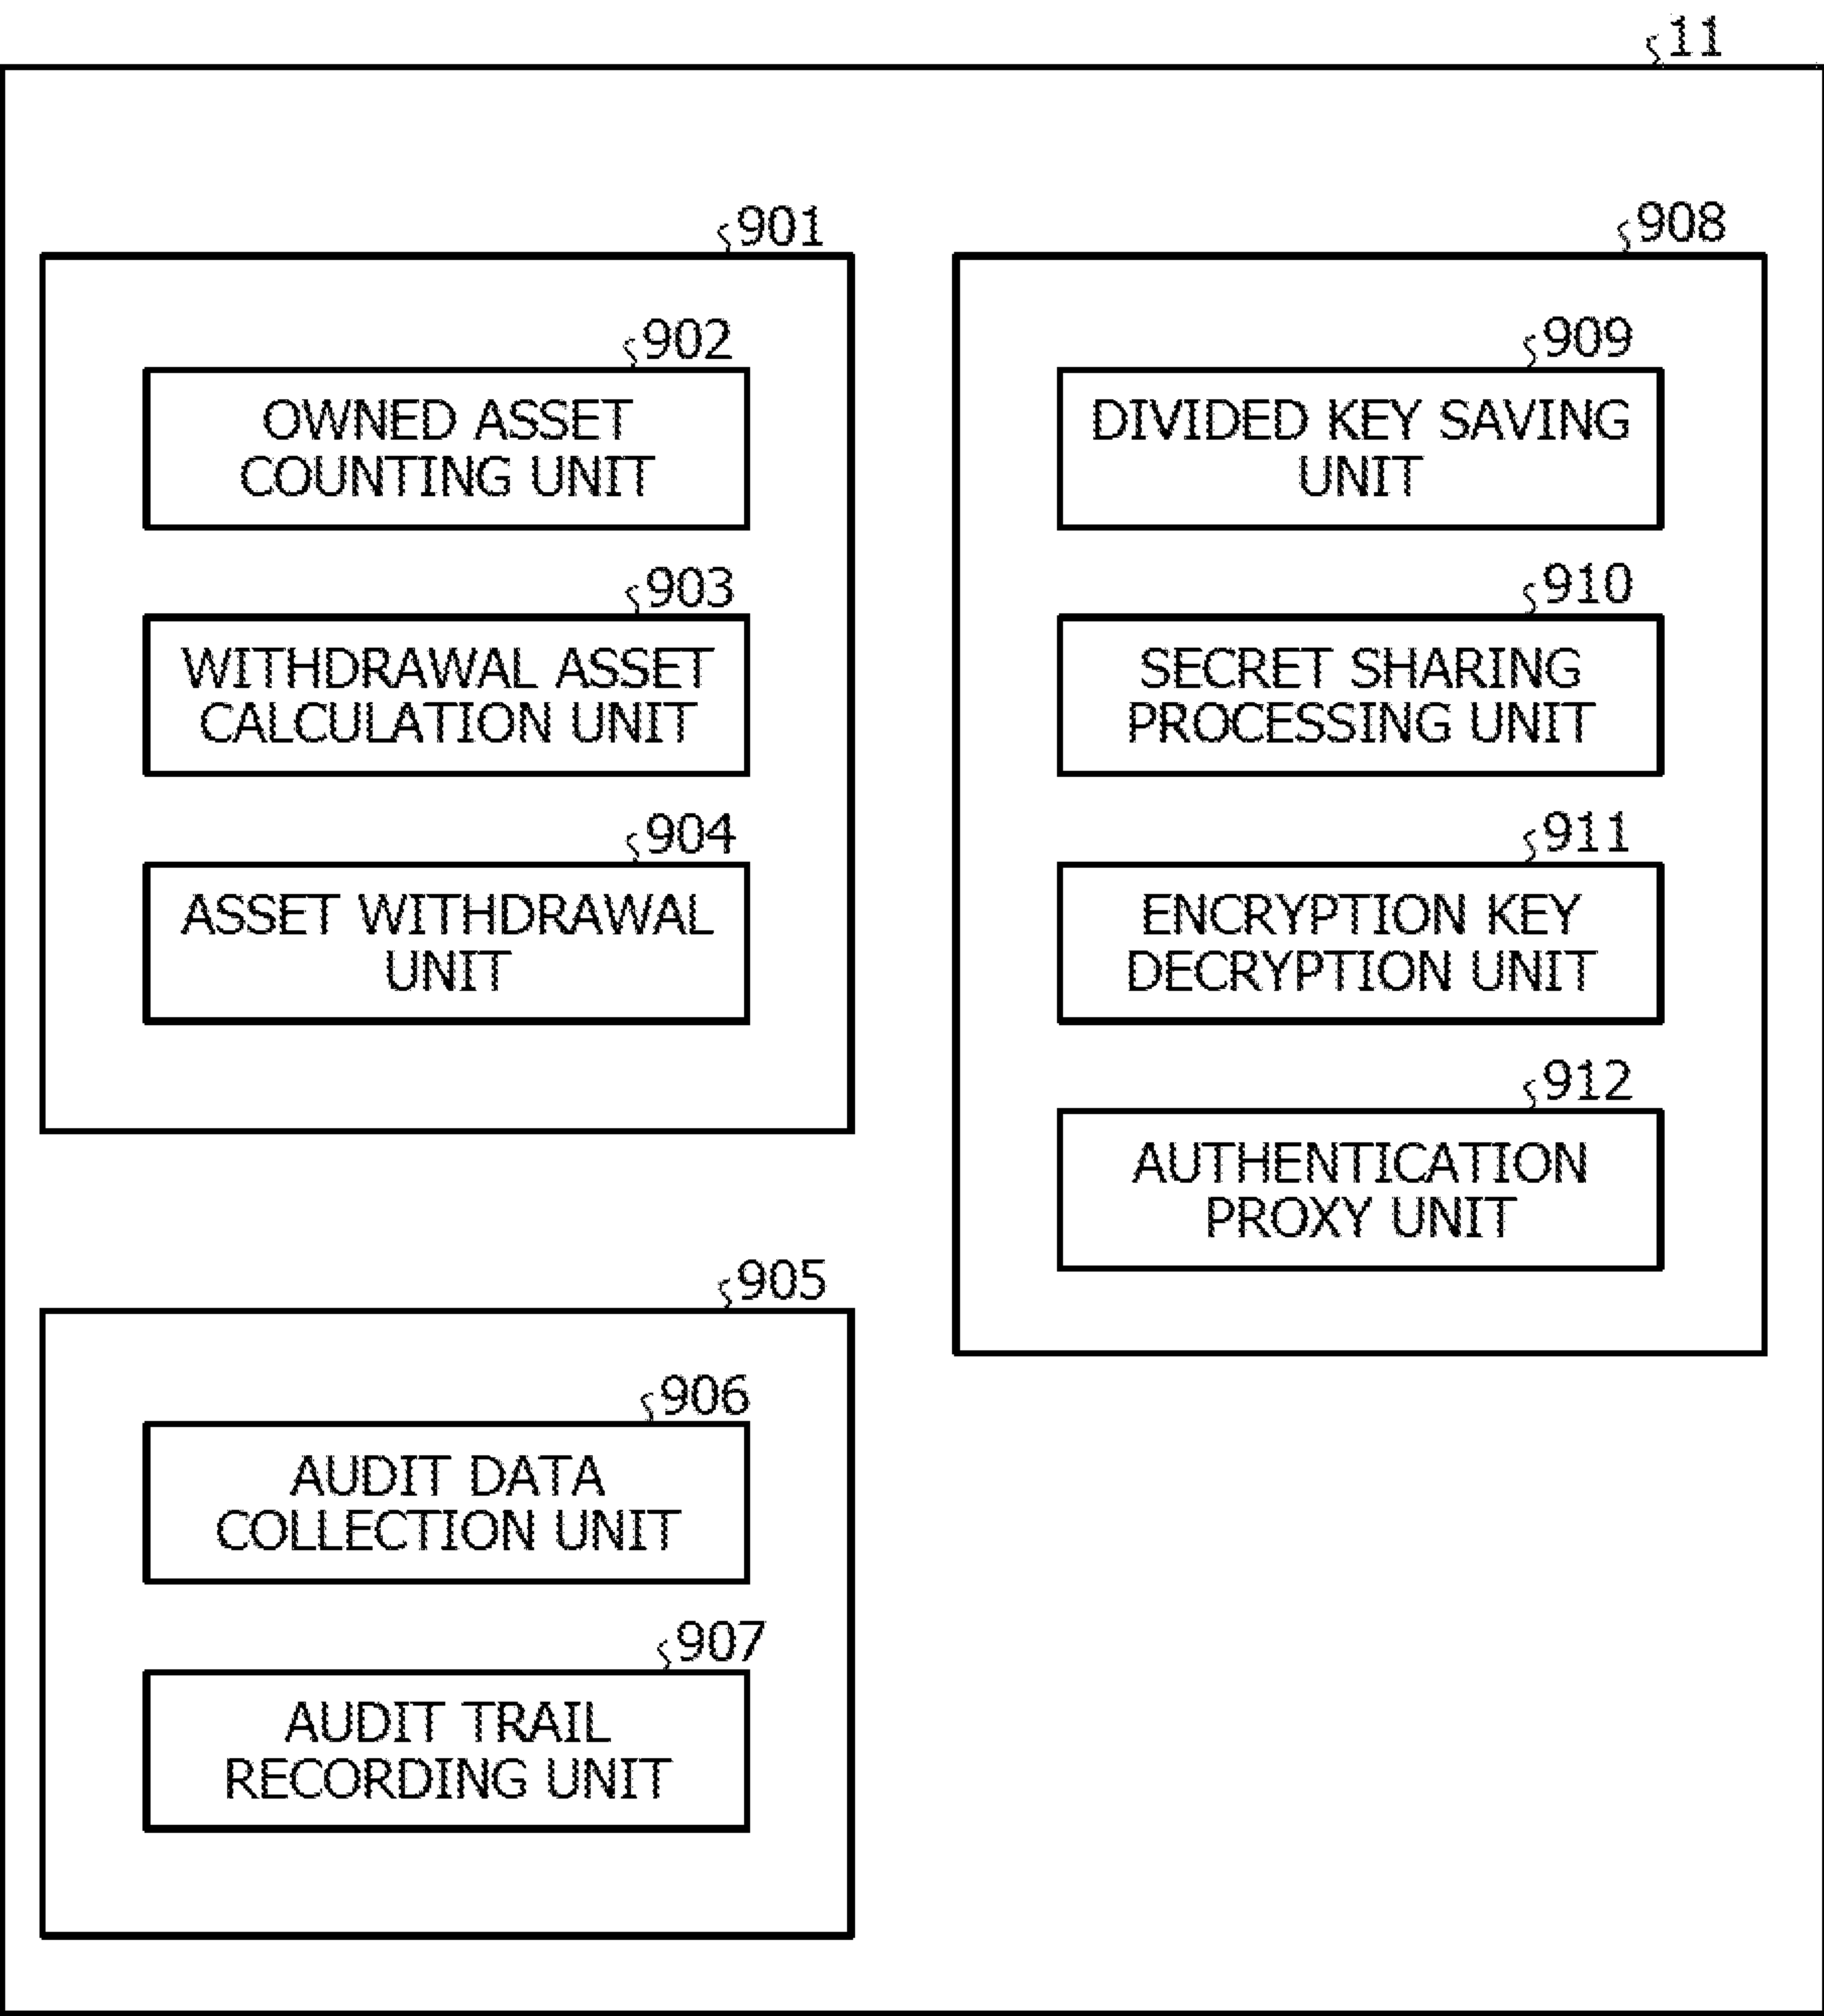 11
901
902
OWNED ASSET
COUNTING UNIT
903
WITHDRAWAL ASSET
CALCULATION UNIT
904
ASSET WITHDRAWAL
UNIT
905
906
AUDIT DATA
COLLECTION UNIT
907
AUDIT TRAIL
RECORDING UNIT
908
909
DIVIDED KEY SAVING
UNIT
910
SECRET SHARING
PROCESSING UNIT
911
ENCRYPTION KEY
DECRYPTION UNIT
912
AUTHENTICATION
PROXY UNIT